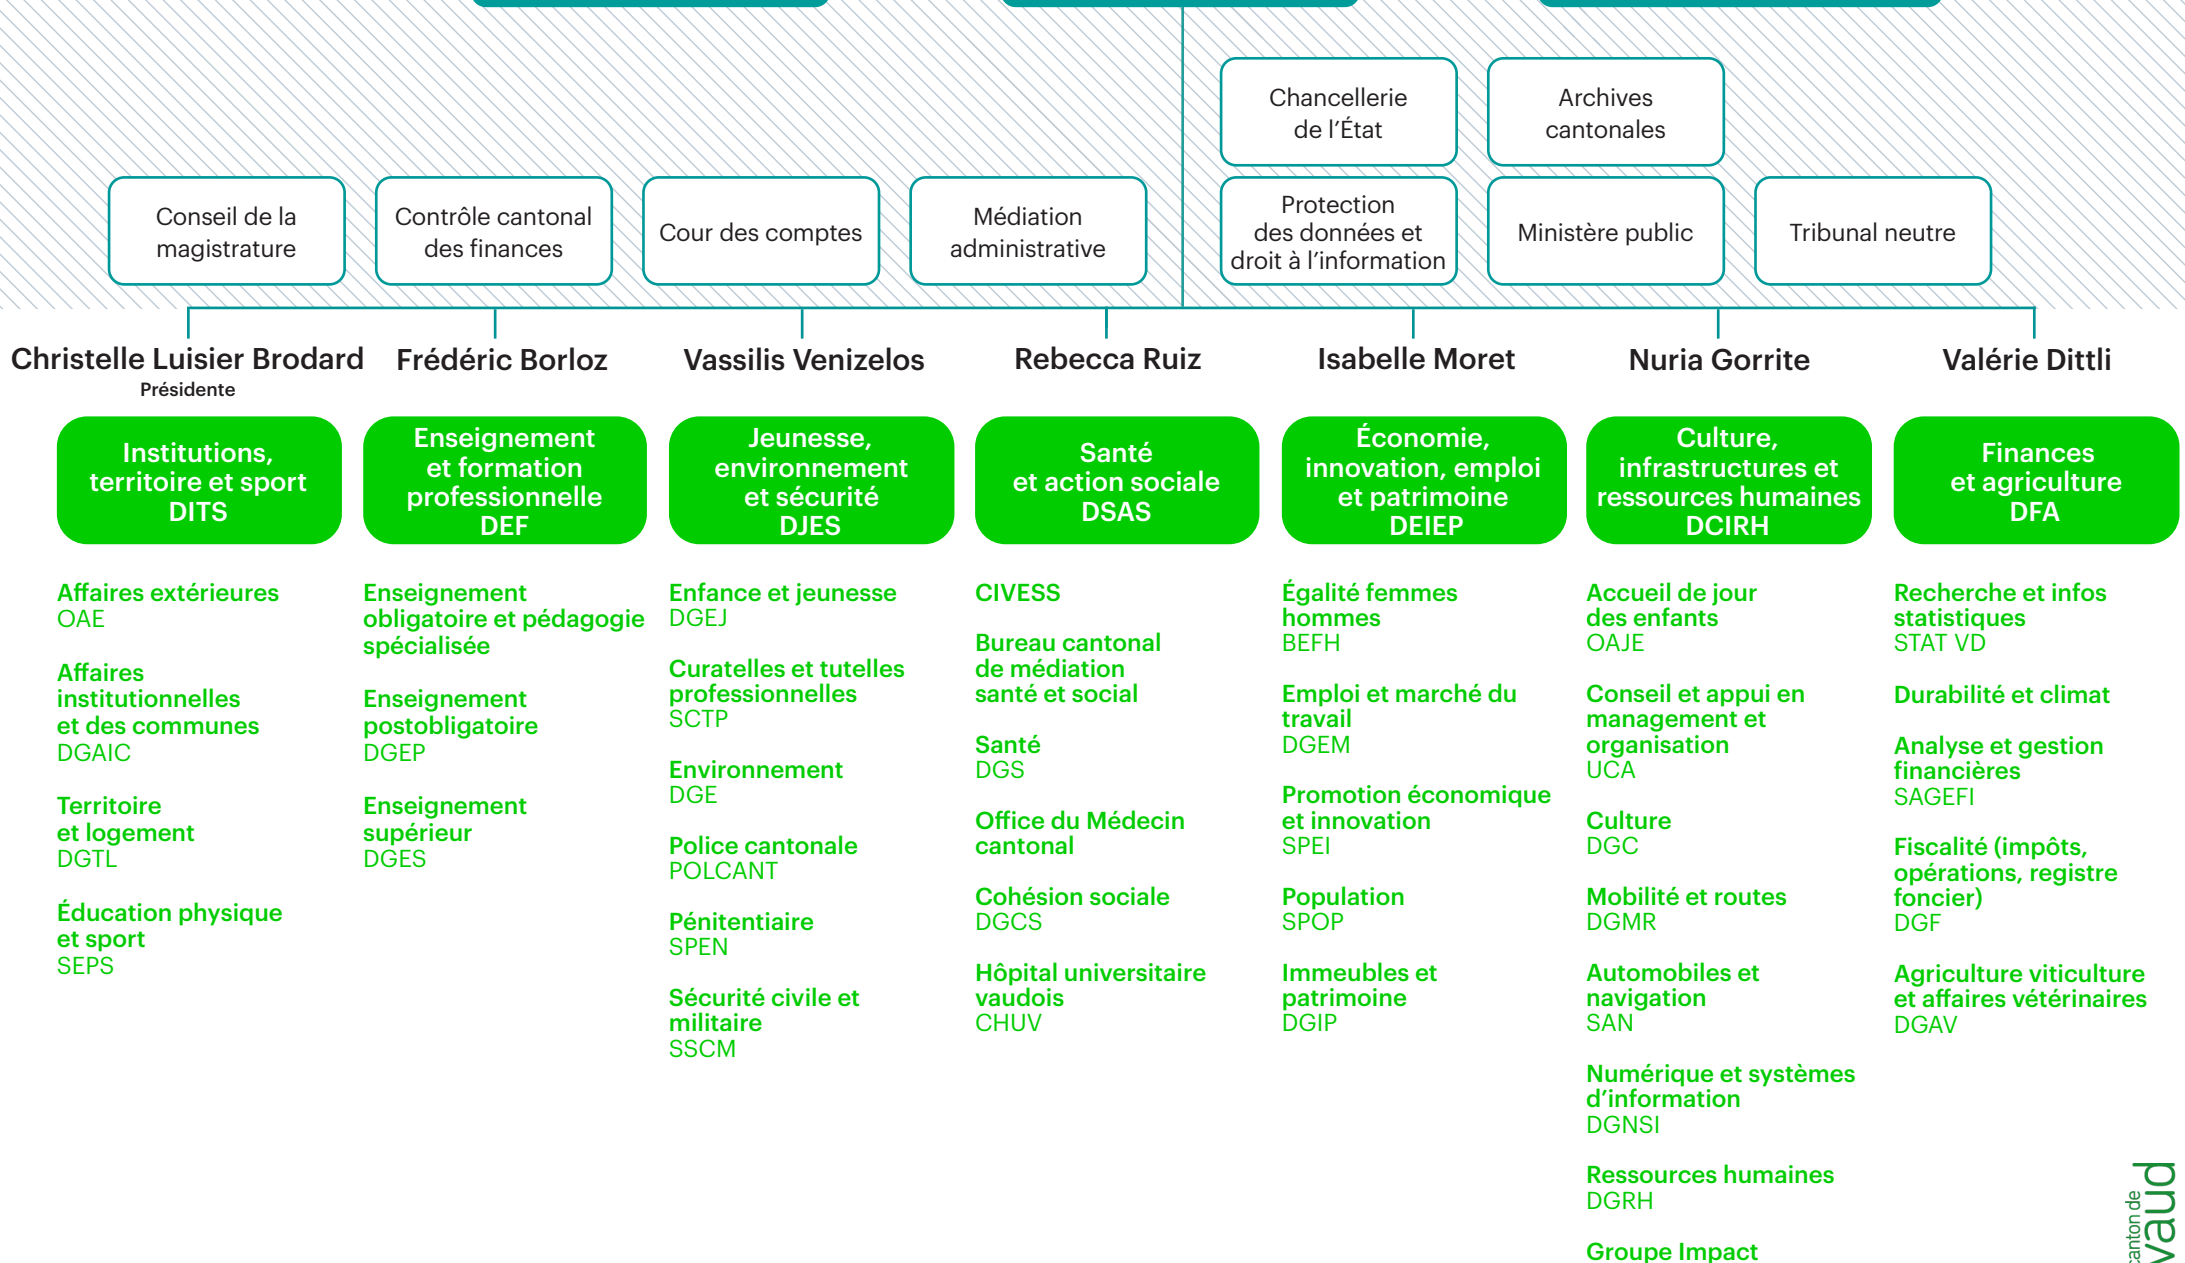 Chancellerie
de l’État
Archives
cantonales
Conseil de la
magistrature
Contrôle cantonal
des finances
Cour des comptes
Médiation
administrative
Protection
des données et
droit à l’information
Ministère public
Tribunal neutre
Christelle Luisier Brodard
Présidente
Frédéric Borloz
Vassilis Venizelos
Rebecca Ruiz
Isabelle Moret
Nuria Gorrite
Valérie Dittli
Institutions,
territoire et sport
DITS
Enseignement
et formation
professionnelle
DEF
Jeunesse,
environnement
et sécurité
DJES
Santé
et action sociale
DSAS
Économie,
innovation, emploi
et patrimoine
DEIEP
Culture,
infrastructures et
ressources humaines
DCIRH
Finances
et agriculture
DFA
Affaires extérieures
OAE
Affaires
institutionnelles
et des communes
DGAIC
Territoire
et logement
DGTL
Éducation physique
et sport
SEPS
Enseignement
obligatoire et pédagogie
spécialisée
Enseignement
postobligatoire
DGEP
Enseignement
supérieur
DGES
Enfance et jeunesse
DGEJ
Curatelles et tutelles
professionnelles
SCTP
Environnement
DGE
Police cantonale
POLCANT
Pénitentiaire
SPEN
Sécurité civile et
militaire
SSCM
CIVESS
Bureau cantonal
de médiation
santé et social
Santé
DGS
Office du Médecin
cantonal
Cohésion sociale
DGCS
Hôpital universitaire
vaudois
CHUV
Égalité femmes
hommes
BEFH
Emploi et marché du
travail
DGEM
Promotion économique
et innovation
SPEI
Population
SPOP
Immeubles et
patrimoine
DGIP
Accueil de jour
des enfants
OAJE
Conseil et appui en
management et
organisation
UCA
Culture
DGC
Mobilité et routes
DGMR
Automobiles et
navigation
SAN
Numérique et systèmes
d’information
DGNSI
Ressources humaines
DGRH
Groupe Impact
Recherche et infos
statistiques
STAT VD
Durabilité et climat
Analyse et gestion
financières
SAGEFI
Fiscalité (impôts,
opérations, registre
foncier)
DGF
Agriculture viticulture
et affaires vétérinaires
DGAV
canton de
vaud